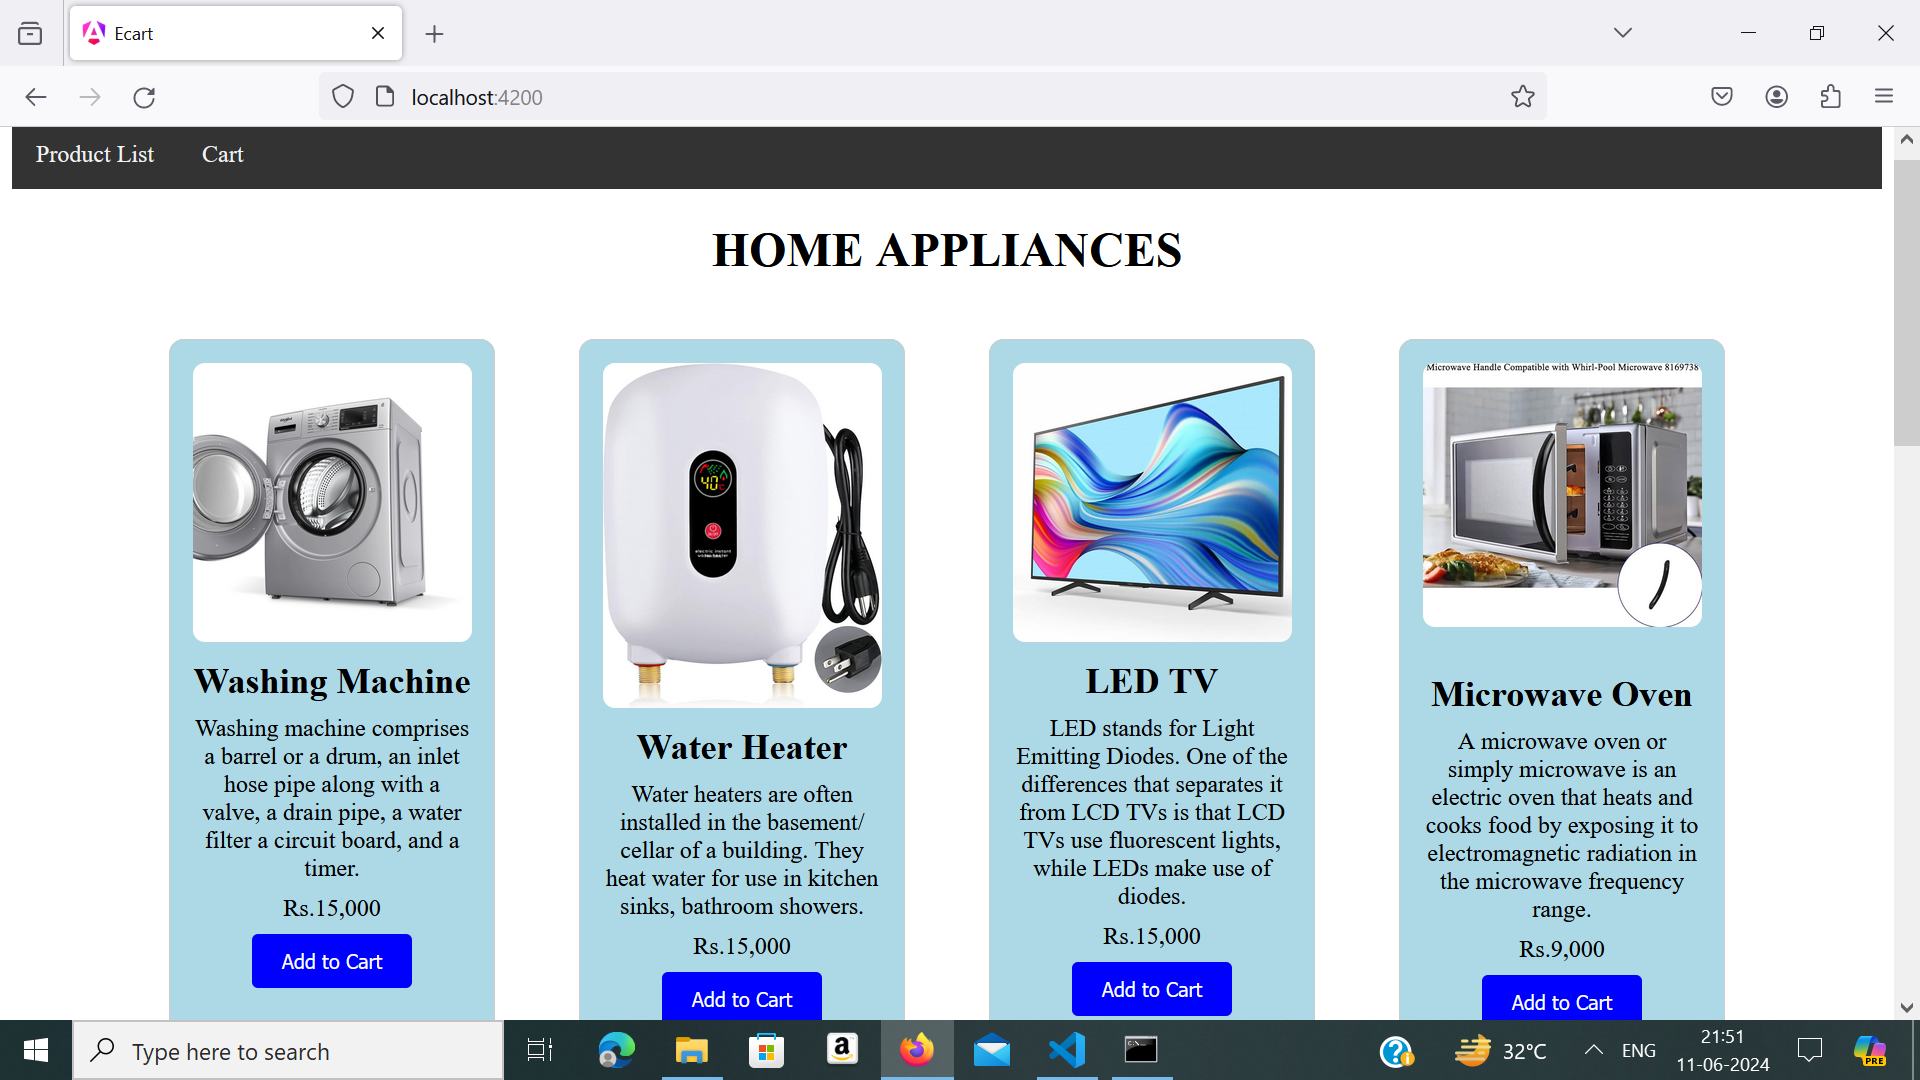 Ecart
localhost:4200
Product List Cart
HOME APPLIANCES
Washing Machine
Washing machine comprises
a barrel or a drum, an inlet
hose pipe along with a
valve, a drain pipe, a water
filter a circuit board, and a
timer.
Rs.15,000
Add to Cart
40
electric instant
water heater
Water Heater
Water heaters are often
installed in the basement/
cellar of a building. They
heat water for use in kitchen
sinks, bathroom showers.
Rs.15,000
Add to Cart
LED TV
LED stands for Light
Emitting Diodes. One of the
differences that separates it
from LCD TVs is that LCD
TVs use fluorescent lights,
while LEDs make use of
diodes.
Rs.15,000
Add to Cart
Microwave Handle Compatible with Whirl-Pool Microwave 8169738
Microwave Oven
A microwave oven or
simply microwave is an
electric oven that heats and
cooks food by exposing it to
electromagnetic radiation in
the microwave frequency
range.
Rs.9,000
Add to Cart
Type here to search
32°C
ENG
21:51
11-06-2024
PRE